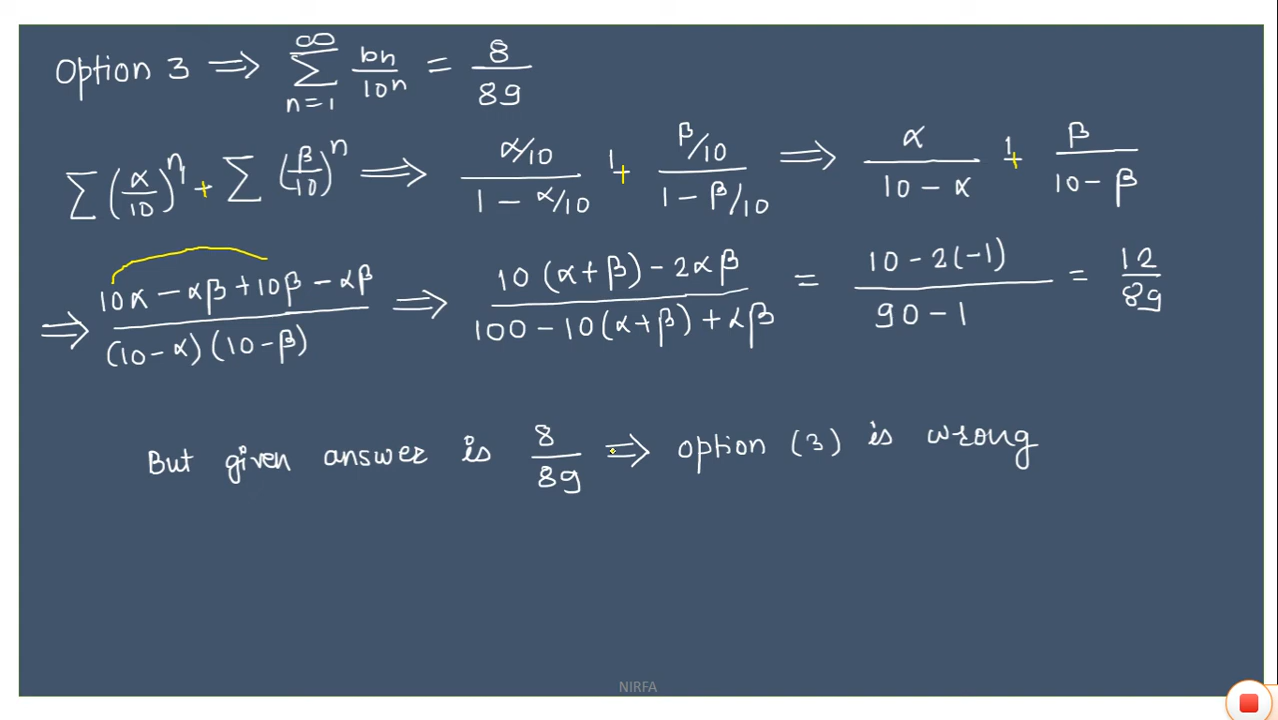 Option 3 ⟹ ∑_{n=1}^{∞} bn/10^n = 8/89
∑(α/10)^n + ∑(β/10)^n ⟹ (α/10)/(1 - α/10) + (β/10)/(1 - β/10) ⟹ α/(10 - α) + β/(10 - β)
⟹ (10α - αβ + 10β - αβ)/((10 - α)(10 - β)) ⟹ (10(α + β) - 2αβ)/(100 - 10(α + β) + αβ) = (10 - 2(-1))/(90 - 1) = 12/89
But given answer is 8/89 ⟹ option (3) is wrong
NIRFA